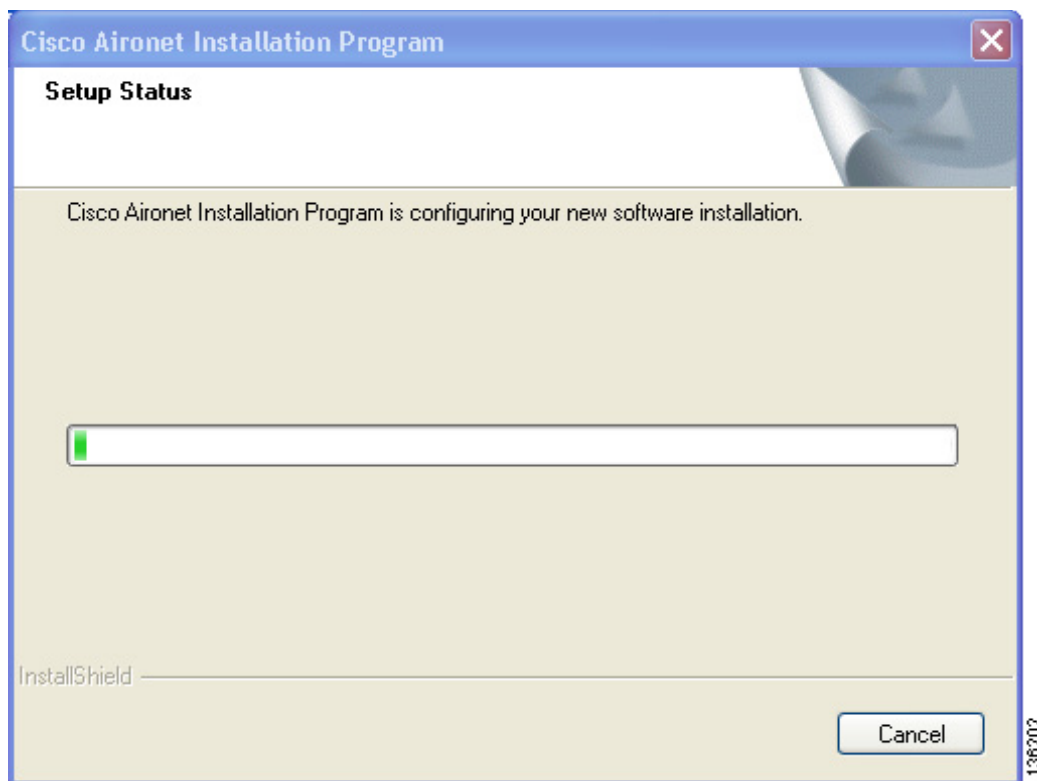 Cisco Aironet Installation Program
Setup Status
Cisco Aironet Installation Program is configuring your new software installation.
InstallShield
Cancel
136202